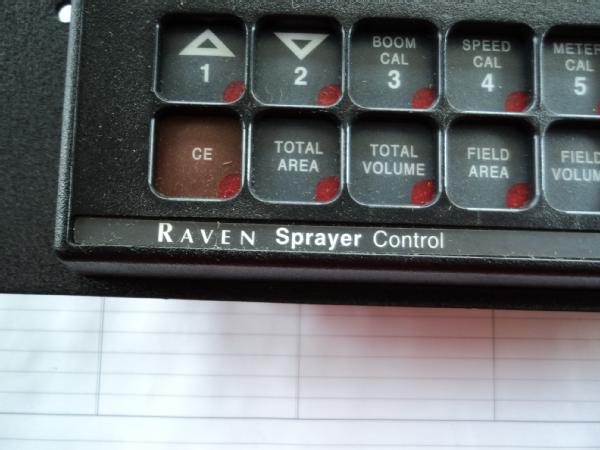 1 2 BOOM CAL 3 SPEED CAL 4 METER CAL 5
CE TOTAL AREA TOTAL VOLUME FIELD AREA FIELD
RAVEN Sprayer Control